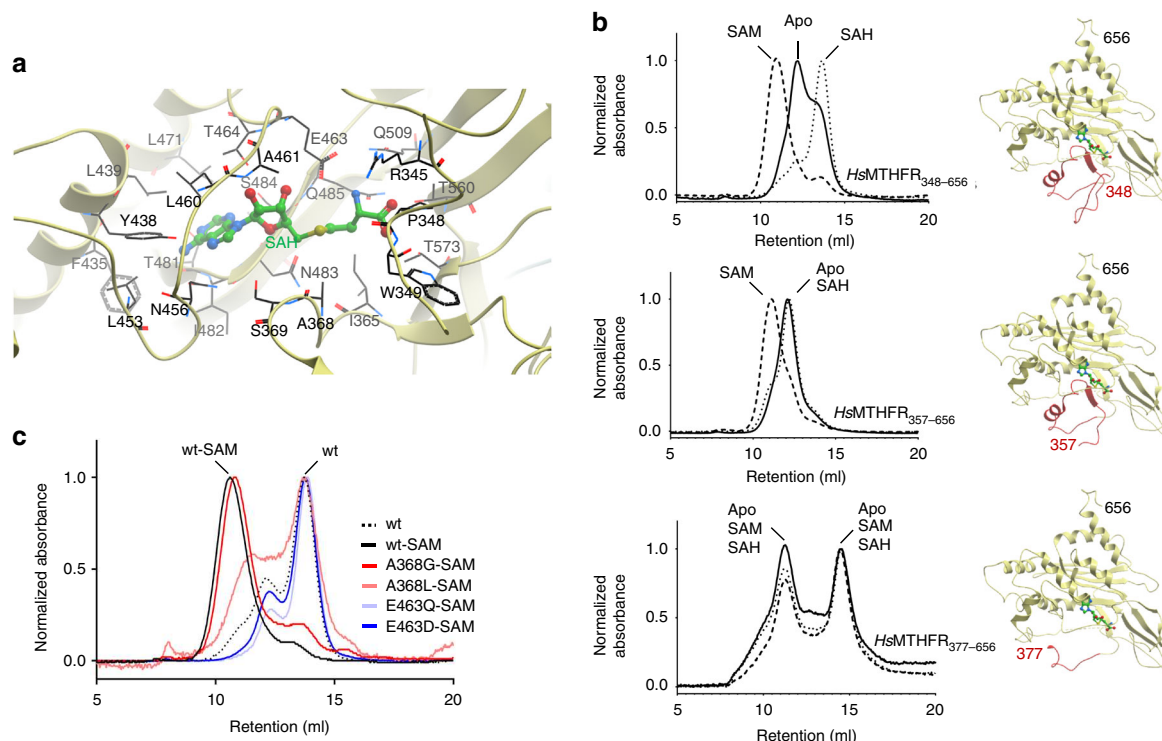 a
L471
T464
E463
Q509
L439
A461
R345
S484
Q485
T560
L460
Y438
P348
SAH
F435
T481
T573
N483
W349
L453
N456
I482
S369
A368
I365
b
SAM
Apo
SAH
Normalized
absorbance
1.0
0.5
0.0
HsMTHFR348–656
5
10
15
20
Retention (ml)
656
348
SAM
Apo
SAH
Normalized
absorbance
1.0
0.5
0.0
HsMTHFR357–656
5
10
15
20
Retention (ml)
656
357
Apo
SAM
SAH
Apo
SAM
SAH
Normalized
absorbance
1.0
0.5
0.0
HsMTHFR377–656
5
10
15
20
Retention (ml)
656
377
c
wt-SAM
wt
Normalized absorbance
1.0
0.5
0.0
wt
wt-SAM
A368G-SAM
A368L-SAM
E463Q-SAM
E463D-SAM
5
10
15
20
Retention (ml)